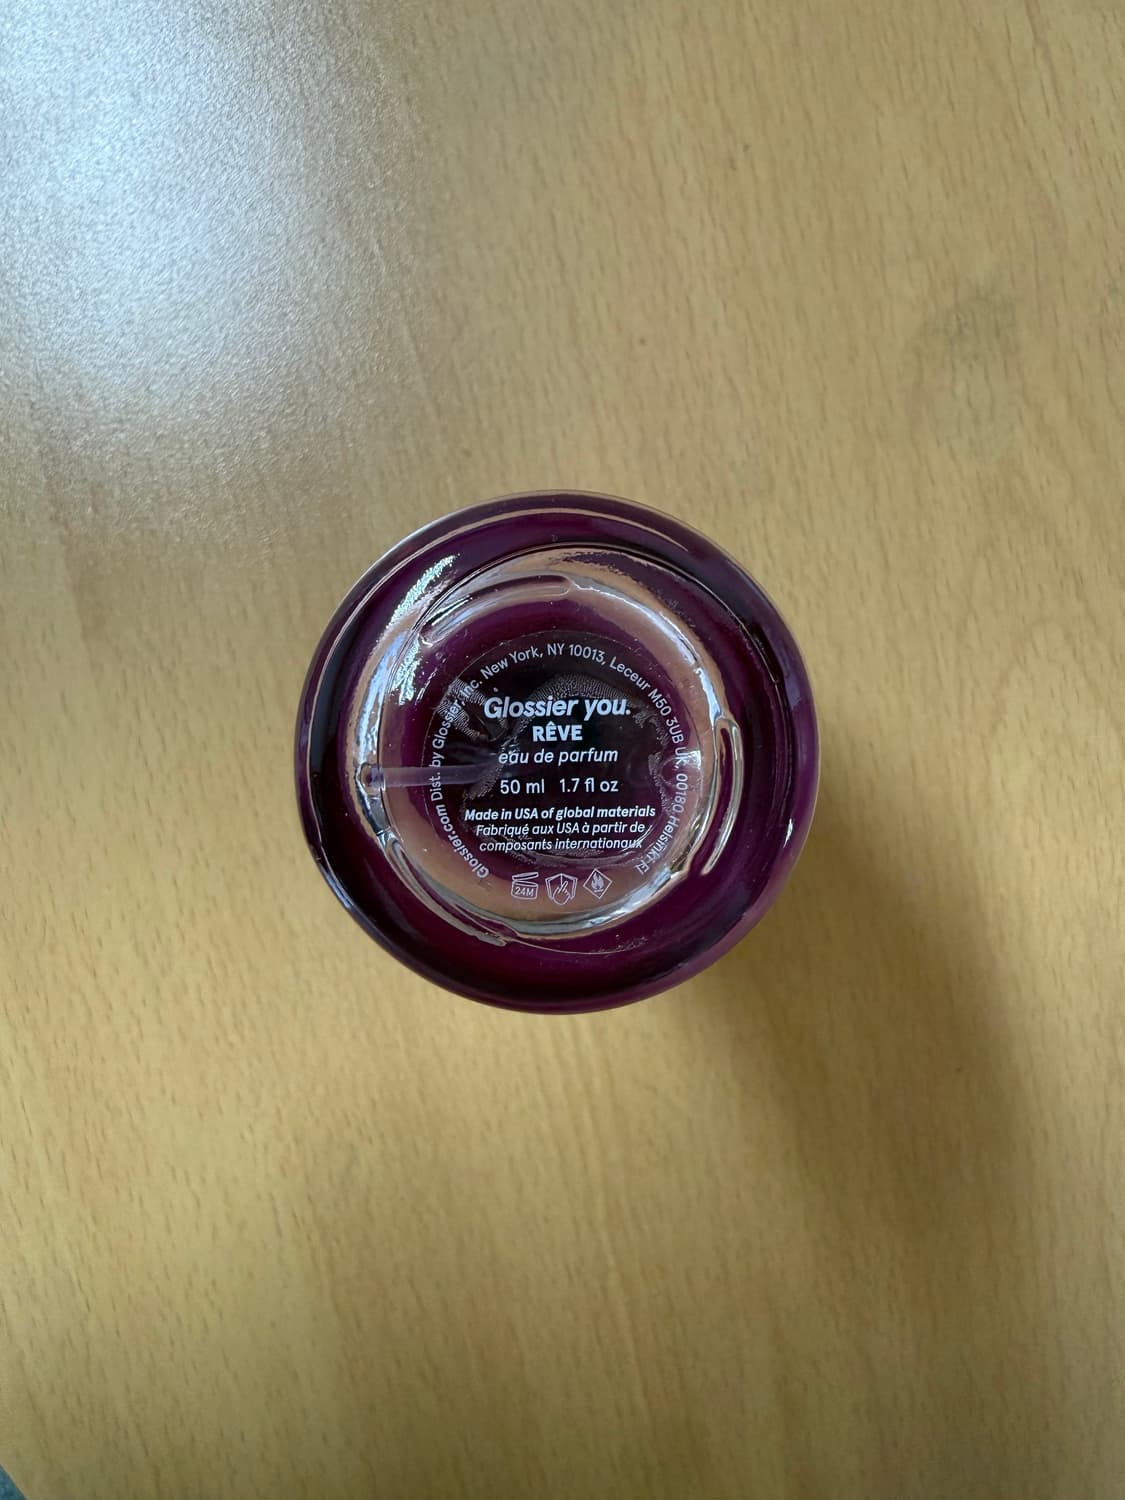 Glossier.com Dist. by Glossier, Inc. New York, NY 10013, Leceur M50 3UB UK, 00180 Helsinki FI
Glossier you.
RÊVE
eau de parfum
50 ml 1.7 fl oz
Made in USA of global materials
Fabriqué aux USA à partir de
composants internationaux
24M